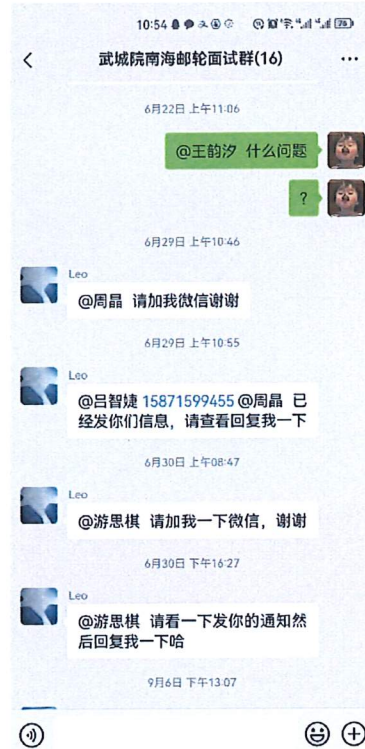 10:54
76
武城院南海邮轮面试群(16)
6月22日 上午11:06
@王韵汐 什么问题
?
6月29日 上午10:46
Leo
@周晶 请加我微信谢谢
6月29日 上午10:55
Leo
@吕智婕 15871599455 @周晶 已
经发你们信息，请查看回复我一下
6月30日 上午08:47
Leo
@游思棋 请加我一下微信，谢谢
6月30日 下午16:27
Leo
@游思棋 请看一下发你的通知然
后回复我一下哈
9月6日 下午13:07